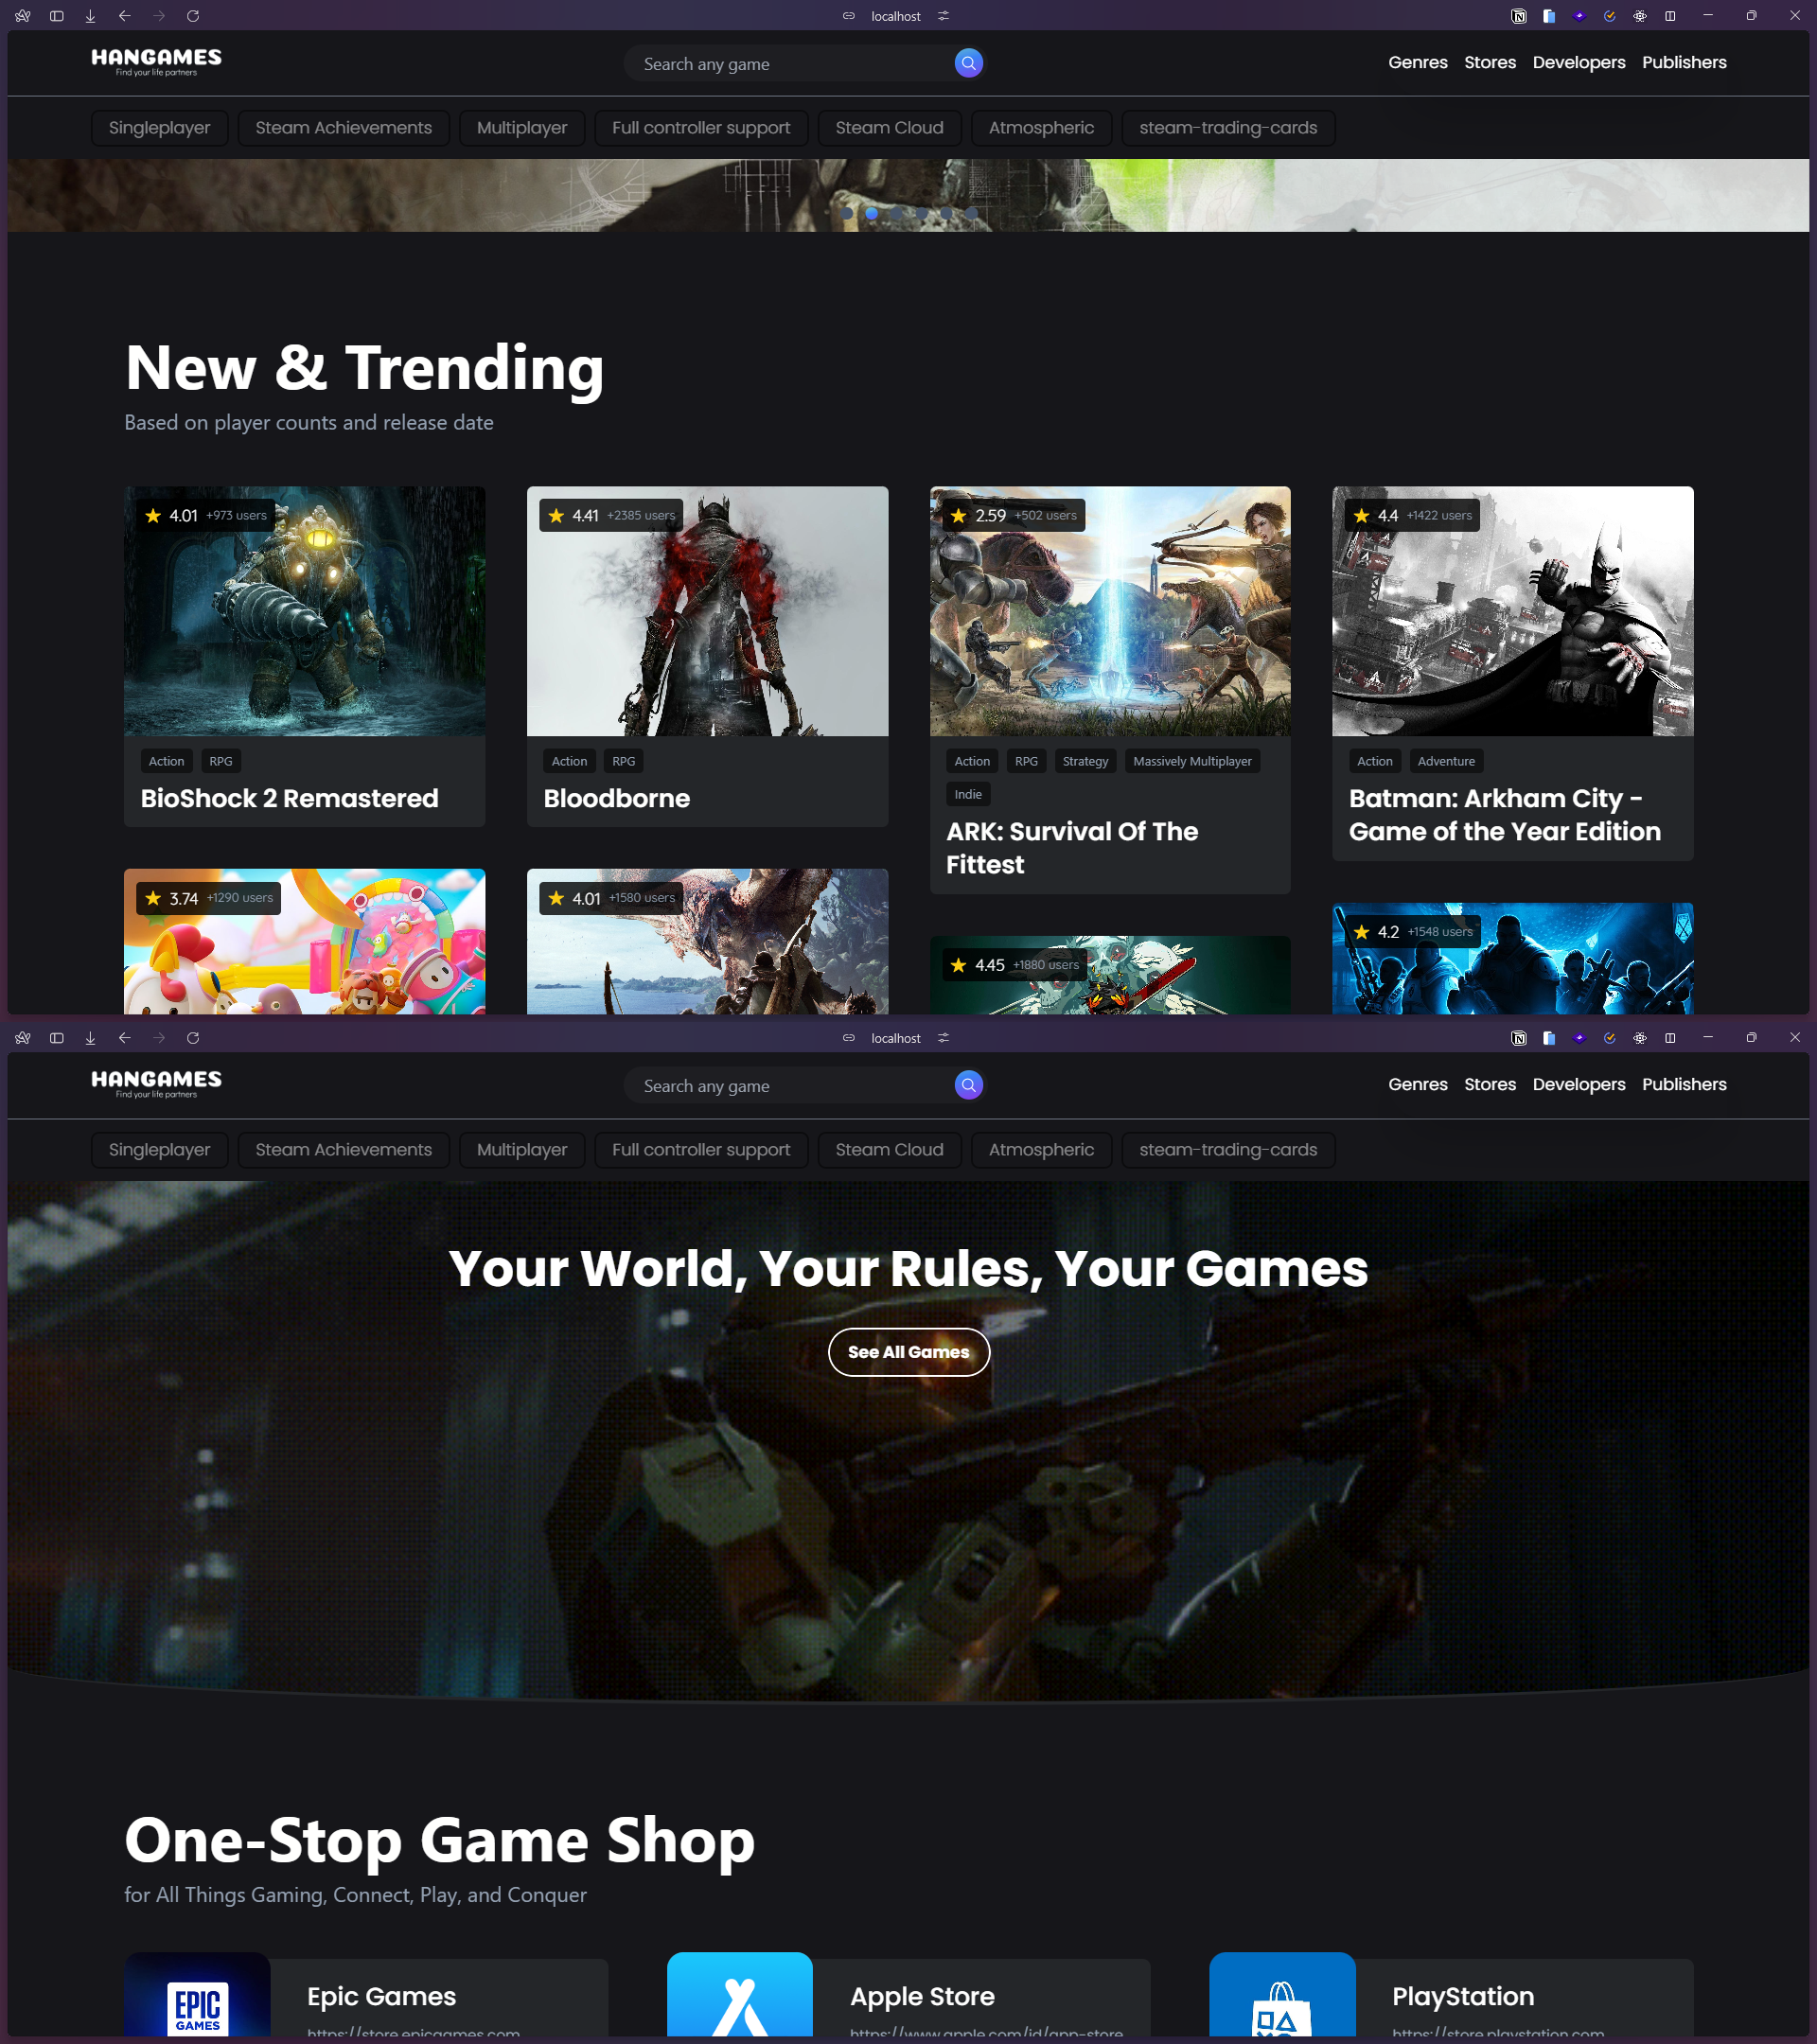 localhost
HANGAMES
Find your life partners
Search any game
Genres Stores Developers Publishers
Singleplayer Steam Achievements Multiplayer Full controller support Steam Cloud Atmospheric steam-trading-cards
New & Trending
Based on player counts and release date
4.01 +973 users
4.41 +2385 users
2.59 +502 users
4.4 +1422 users
Action RPG
BioShock 2 Remastered
Action RPG
Bloodborne
Action RPG Strategy Massively Multiplayer
Indie
ARK: Survival Of The
Fittest
Action Adventure
Batman: Arkham City -
Game of the Year Edition
3.74 +1290 users
4.01 +1580 users
4.45 +1880 users
4.2 +1548 users
localhost
HANGAMES
Find your life partners
Search any game
Genres Stores Developers Publishers
Singleplayer Steam Achievements Multiplayer Full controller support Steam Cloud Atmospheric steam-trading-cards
Your World, Your Rules, Your Games
See All Games
One-Stop Game Shop
for All Things Gaming, Connect, Play, and Conquer
EPIC
GAMES
Epic Games
https://store.epicgames.com
Apple Store
https://www.apple.com/id/app-store
PlayStation
https://store.playstation.com